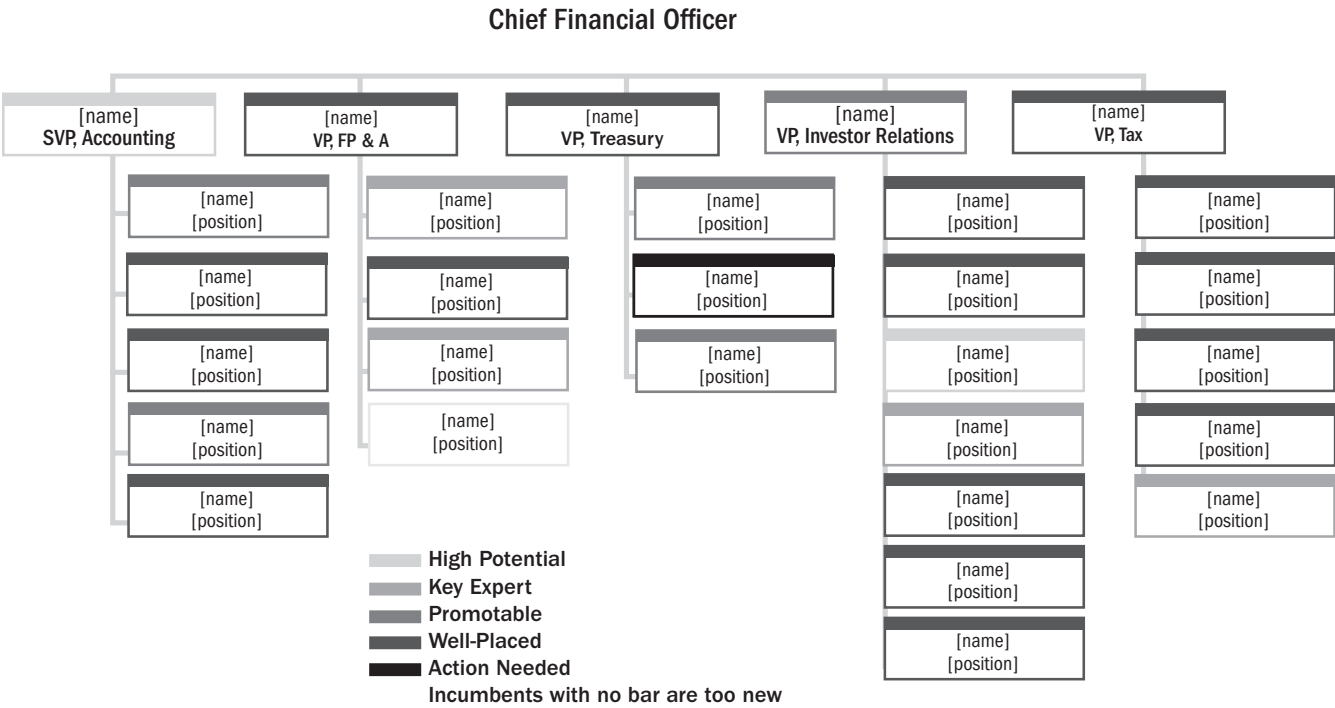 Chief Financial Officer
[name]
SVP, Accounting
[name]
VP, FP & A
[name]
VP, Treasury
[name]
VP, Investor Relations
[name]
VP, Tax
[name]
[position]
[name]
[position]
[name]
[position]
[name]
[position]
[name]
[position]
[name]
[position]
[name]
[position]
[name]
[position]
[name]
[position]
[name]
[position]
[name]
[position]
[name]
[position]
[name]
[position]
[name]
[position]
[name]
[position]
[name]
[position]
[name]
[position]
[name]
[position]
[name]
[position]
[name]
[position]
[name]
[position]
[name]
[position]
[name]
[position]
[name]
[position]
High Potential
Key Expert
Promotable
Well-Placed
Action Needed
Incumbents with no bar are too new